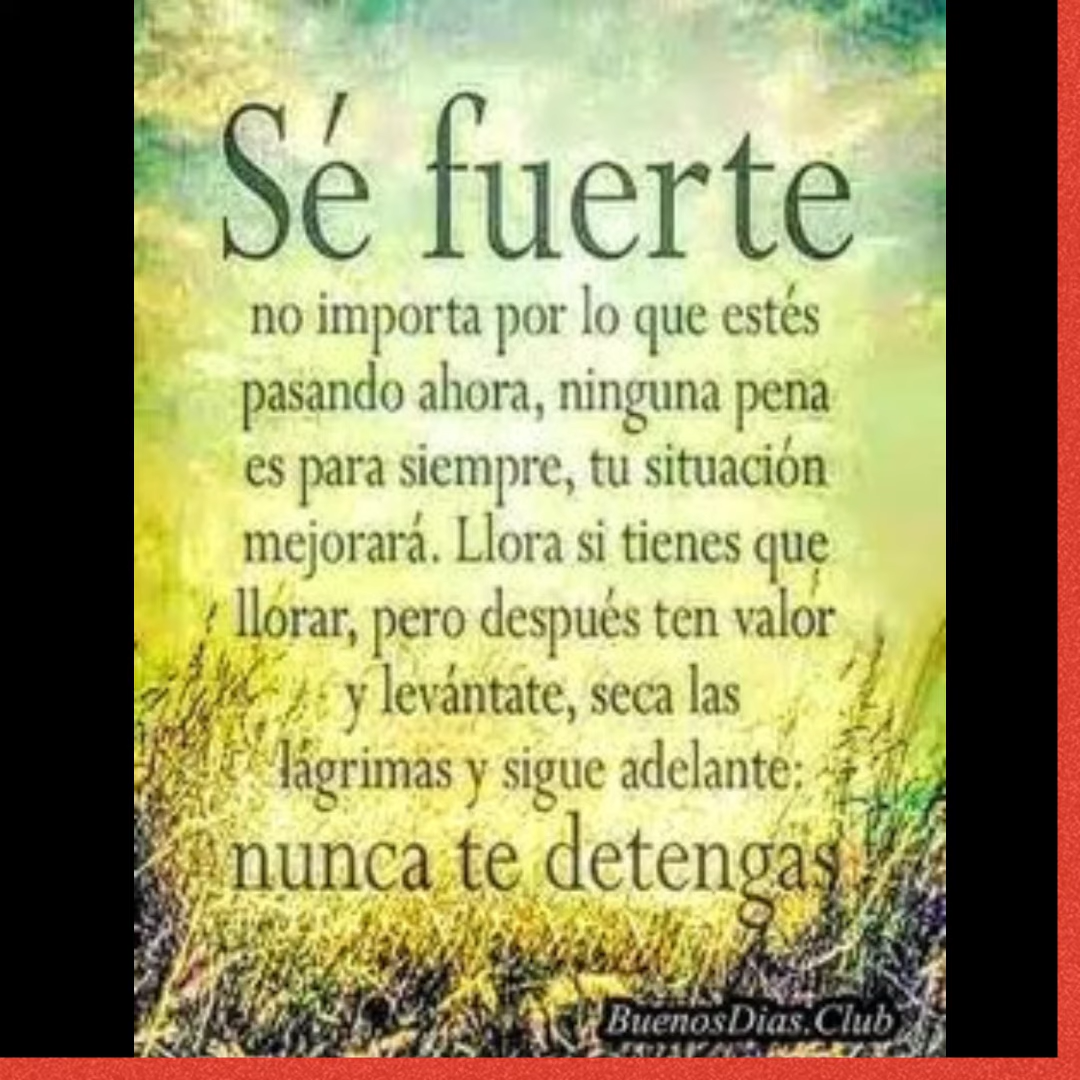 Sé fuerte
no importa por lo que estés
pasando ahora, ninguna pena
es para siempre, tu situación
mejorará. Llora si tienes que
llorar, pero después ten valor
y levántate, seca las
lágrimas y sigue adelante:
nunca te detengas
BuenosDias.Club